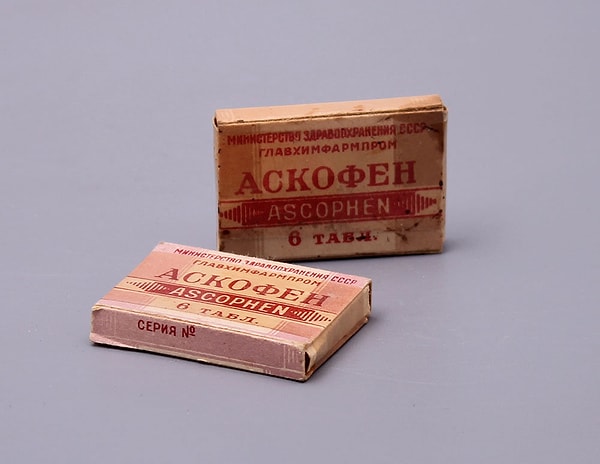 МИНИСТЕРСТВО ЗДРАВООХРАНЕНИЯ СССР
ГЛАВХИМФАРМПРОМ
АСКОФЕН
ASCOPHEN
6 ТАБЛ.
МИНИСТЕРСТВО ЗДРАВООХРАНЕНИЯ СССР
ГЛАВХИМФАРМПРОМ
АСКОФЕН
ASCOPHEN
6 ТАБЛ.
СЕРИЯ №